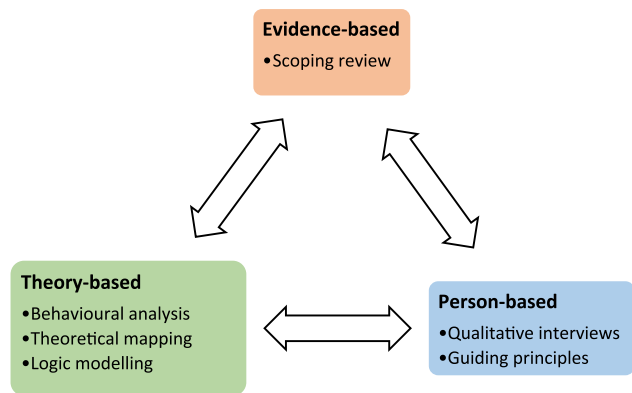 Evidence-based
•Scoping review
Theory-based
•Behavioural analysis
•Theoretical mapping
•Logic modelling
Person-based
•Qualitative interviews
•Guiding principles